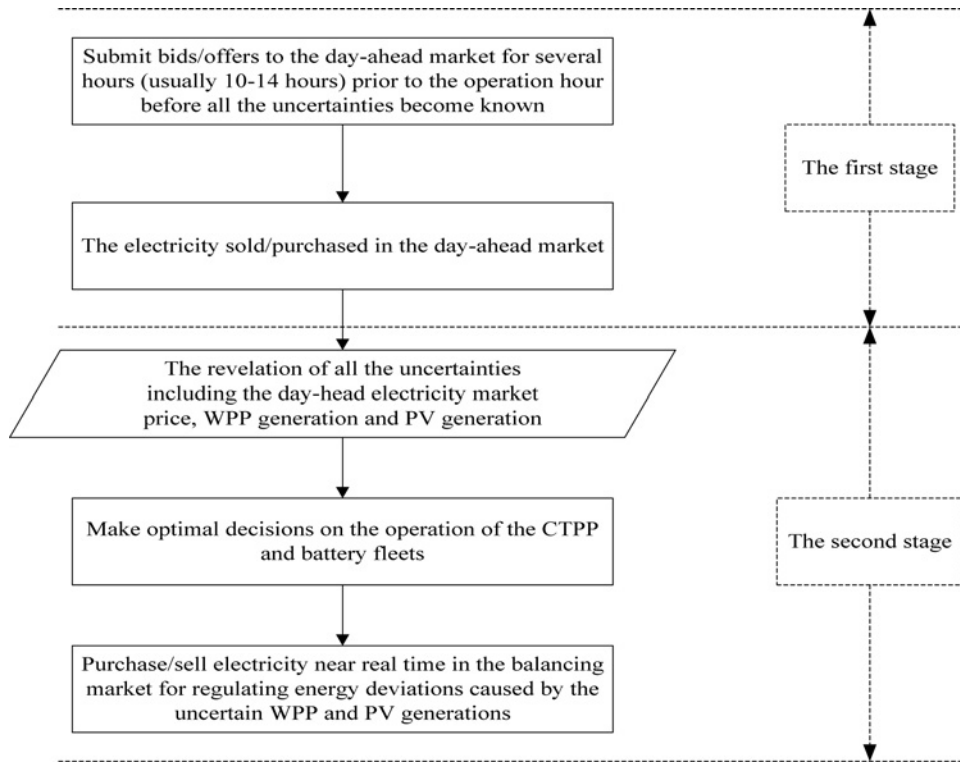 Submit bids/offers to the day-ahead market for several
hours (usually 10-14 hours) prior to the operation hour
before all the uncertainties become known
The first stage
The electricity sold/purchased in the day-ahead market
The revelation of all the uncertainties
including the day-head electricity market
price, WPP generation and PV generation
Make optimal decisions on the operation of the CTPP
and battery fleets
The second stage
Purchase/sell electricity near real time in the balancing
market for regulating energy deviations caused by the
uncertain WPP and PV generations